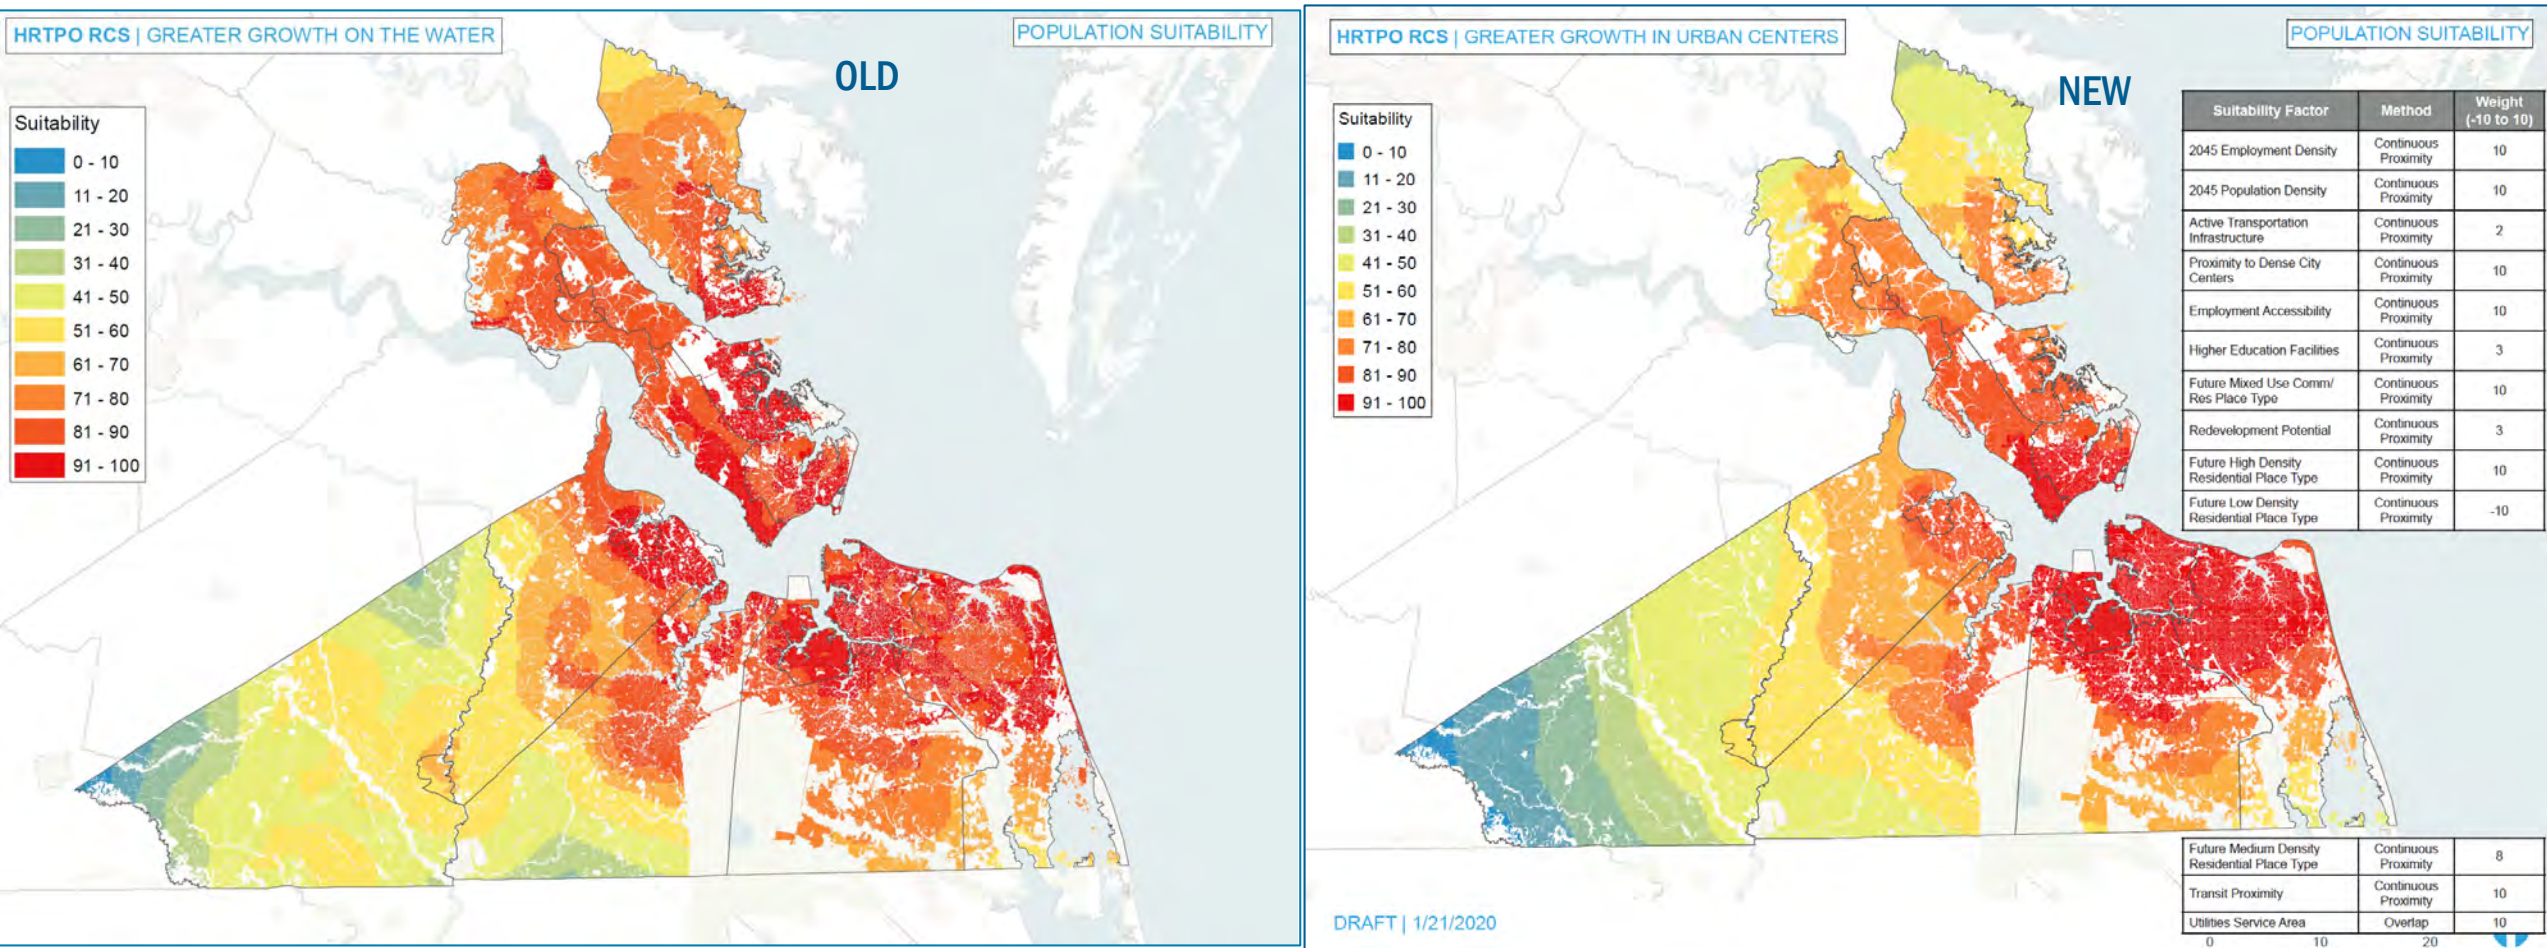 HRTPO RCS | GREATER GROWTH ON THE WATER
POPULATION SUITABILITY
OLD
Suitability
0 - 10
11 - 20
21 - 30
31 - 40
41 - 50
51 - 60
61 - 70
71 - 80
81 - 90
91 - 100
HRTPO RCS | GREATER GROWTH IN URBAN CENTERS
POPULATION SUITABILITY
NEW
Suitability
0 - 10
11 - 20
21 - 30
31 - 40
41 - 50
51 - 60
61 - 70
71 - 80
81 - 90
91 - 100
Suitability Factor Method Weight
(-10 to 10)
2045 Employment Density Continuous
Proximity 10
2045 Population Density Continuous
Proximity 10
Active Transportation
Infrastructure Continuous
Proximity 2
Proximity to Dense City
Centers Continuous
Proximity 10
Employment Accessibility Continuous
Proximity 10
Higher Education Facilities Continuous
Proximity 3
Future Mixed Use Comm/
Res Place Type Continuous
Proximity 10
Redevelopment Potential Continuous
Proximity 3
Future High Density
Residential Place Type Continuous
Proximity 10
Future Low Density
Residential Place Type Continuous
Proximity -10
Future Medium Density
Residential Place Type Continuous
Proximity 8
Transit Proximity Continuous
Proximity 10
Utilities Service Area Overlap 10
0 10 20
DRAFT | 1/21/2020